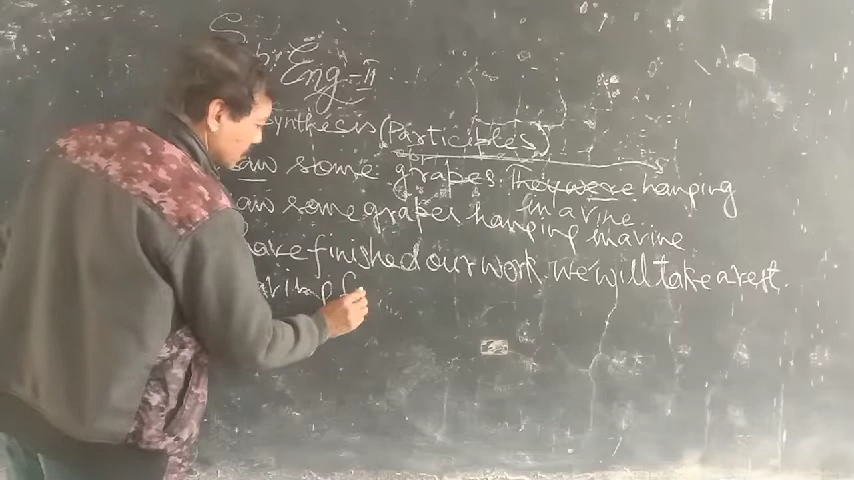 Sub: Eng-II
Synthesis (Participles)
saw some grapes. They were hanging
in a vine.
saw some grapes hanging in a vine
have finished our work. we will take a rest.